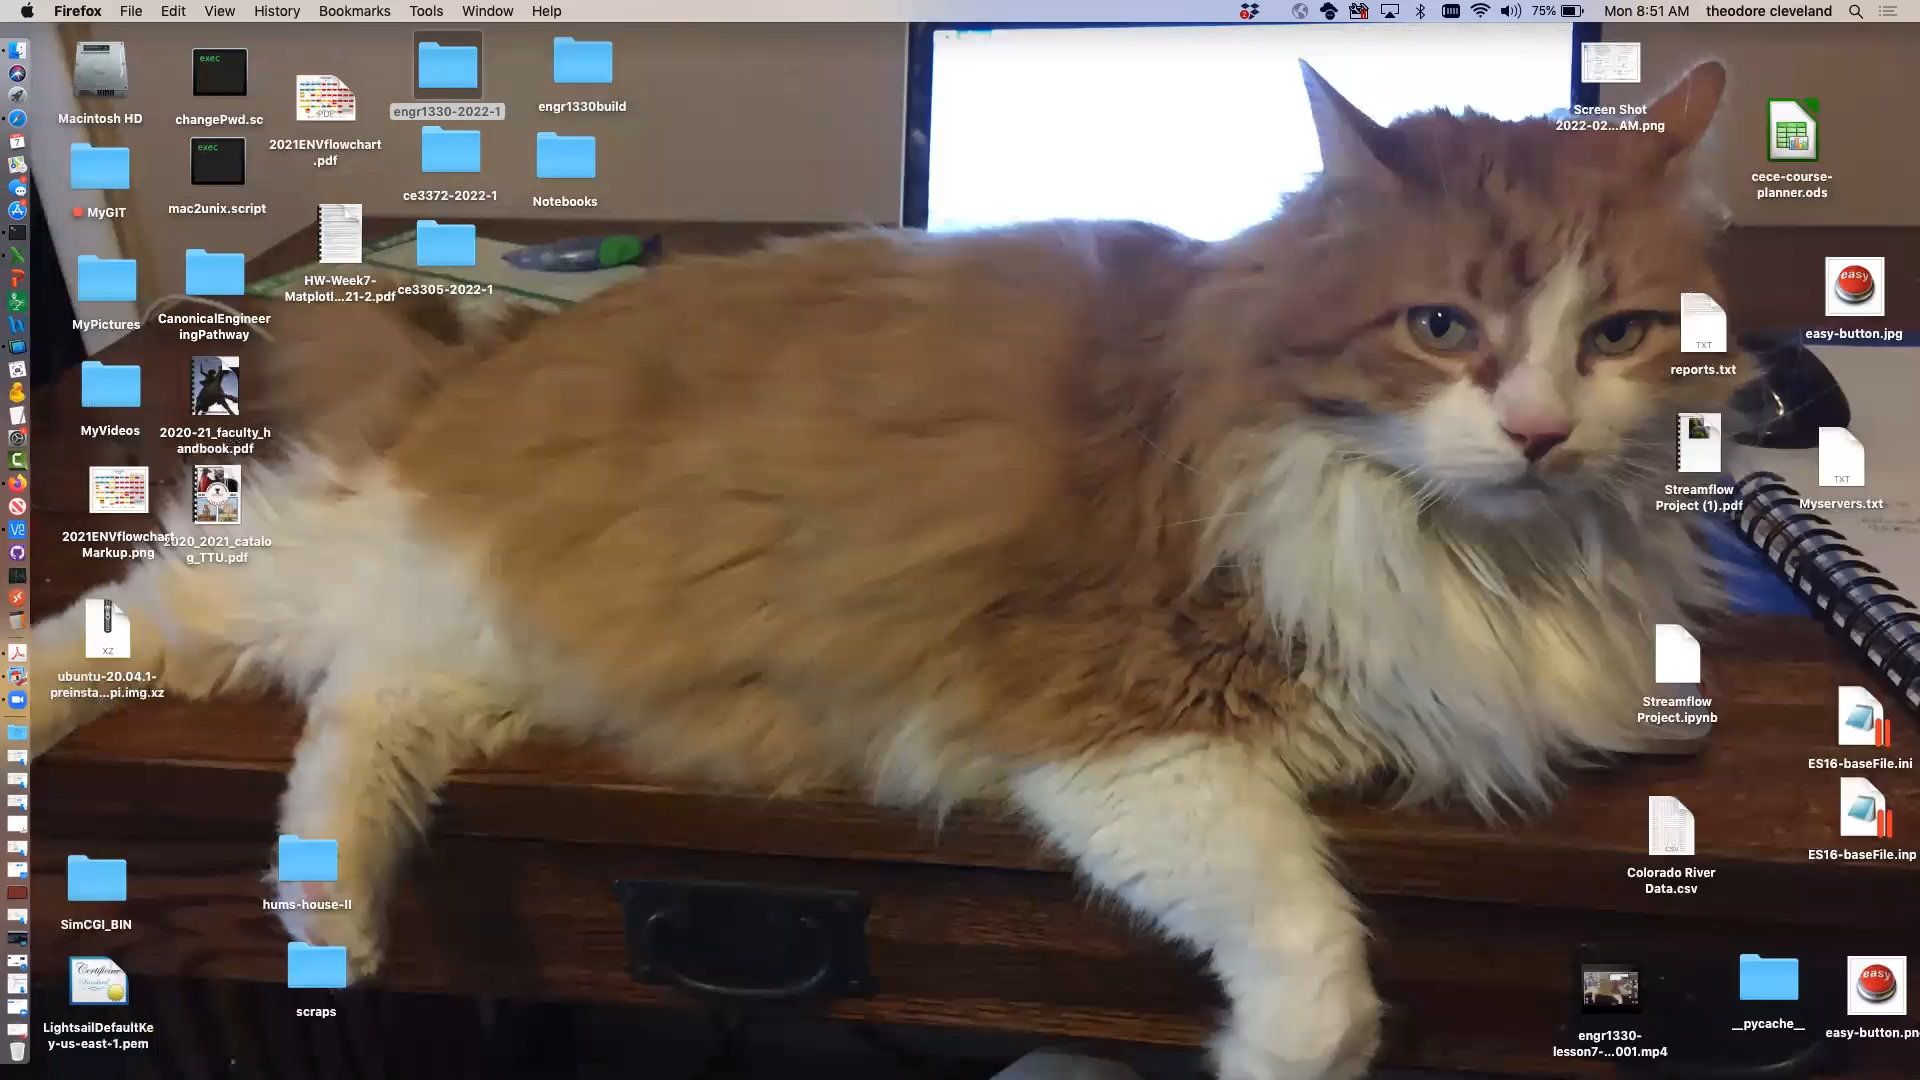 Firefox File Edit View History Bookmarks Tools Window Help
75% Mon 8:51 AM theodore cleveland
Macintosh HD
exec
changePwd.sc
PDF
2021ENVflowchart
.pdf
engr1330-2022-1
engr1330build
Screen Shot
2022-02...AM.png
cece-course-
planner.ods
MyGIT
exec
mac2unix.script
ce3372-2022-1
Notebooks
MyPictures
CanonicalEngineer
ingPathway
HW-Week7-
Matplotl...21-2.pdf
ce3305-2022-1
TXT
reports.txt
easy
easy-button.jpg
MyVideos
2020-21_faculty_h
andbook.pdf
Streamflow
Project (1).pdf
TXT
Myservers.txt
2021ENVflowchart
Markup.png
2020_2021_catalo
g_TTU.pdf
XZ
ubuntu-20.04.1-
preinsta...pi.img.xz
Streamflow
Project.ipynb
ES16-baseFile.ini
CSV
Colorado River
Data.csv
ES16-baseFile.inp
SimCGI_BIN
hums-house-II
scraps
Certificate
Standard
LightsailDefaultKe
y-us-east-1.pem
engr1330-
lesson7-...001.mp4
__pycache__
easy
easy-button.pn